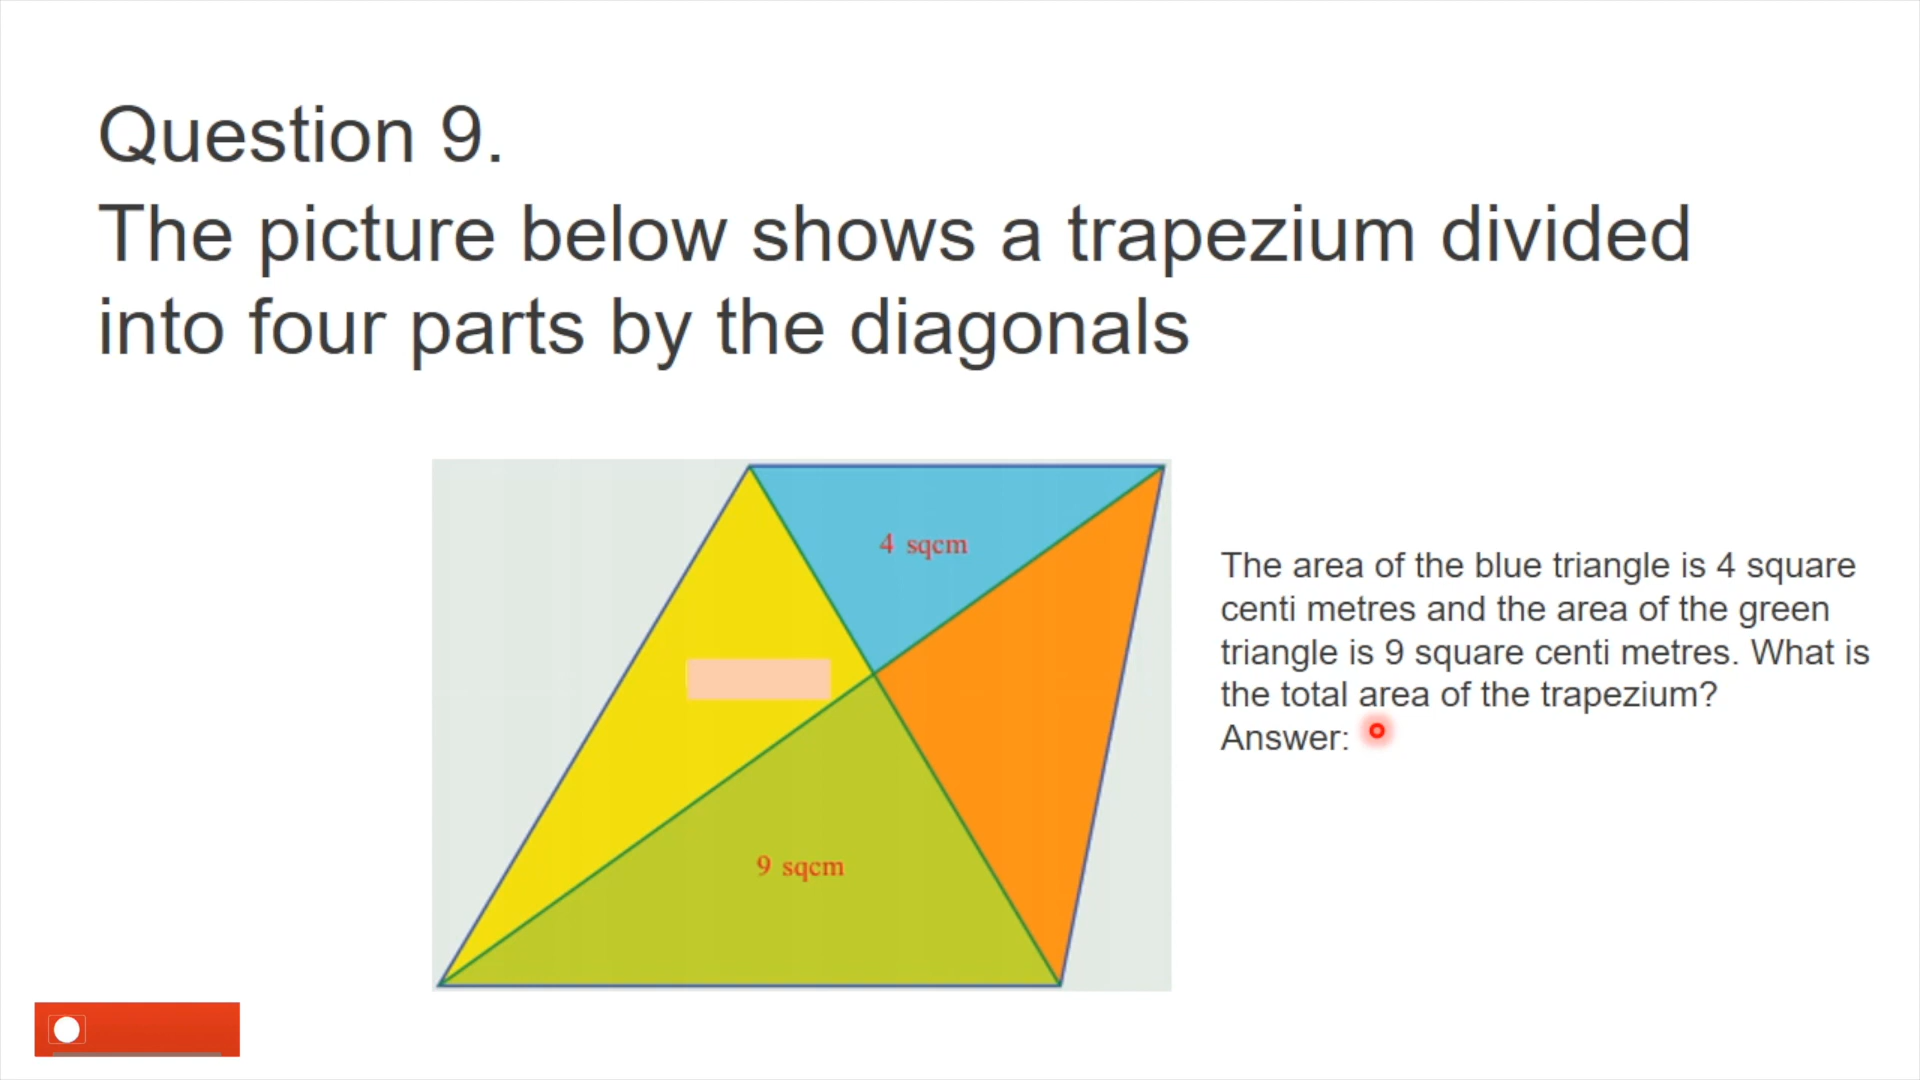 Question 9.
The picture below shows a trapezium divided
into four parts by the diagonals
4 sqcm
The area of the blue triangle is 4 square
centi metres and the area of the green
triangle is 9 square centi metres. What is
the total area of the trapezium?
Answer:
9 sqcm